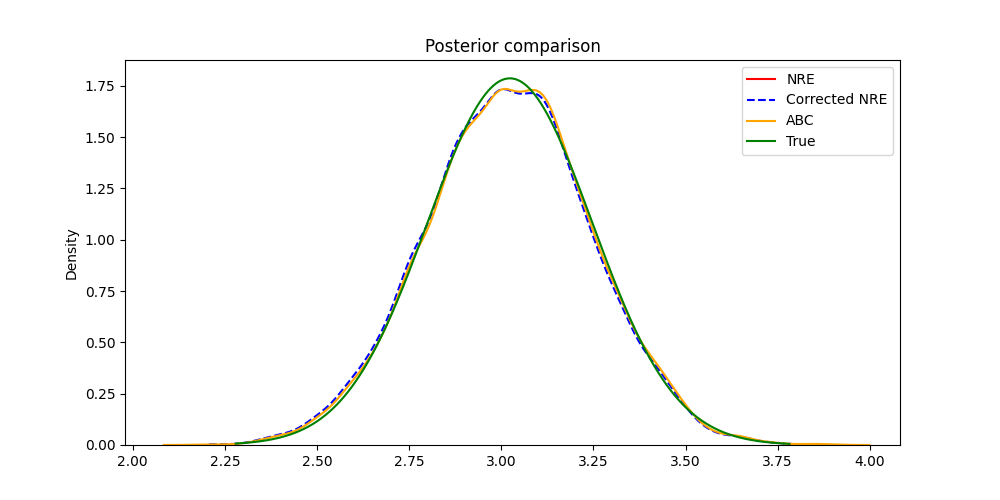 Posterior comparison
NRE
Corrected NRE
ABC
True
Density
1.75
1.50
1.25
1.00
0.75
0.50
0.25
0.00
2.00 2.25 2.50 2.75 3.00 3.25 3.50 3.75 4.00